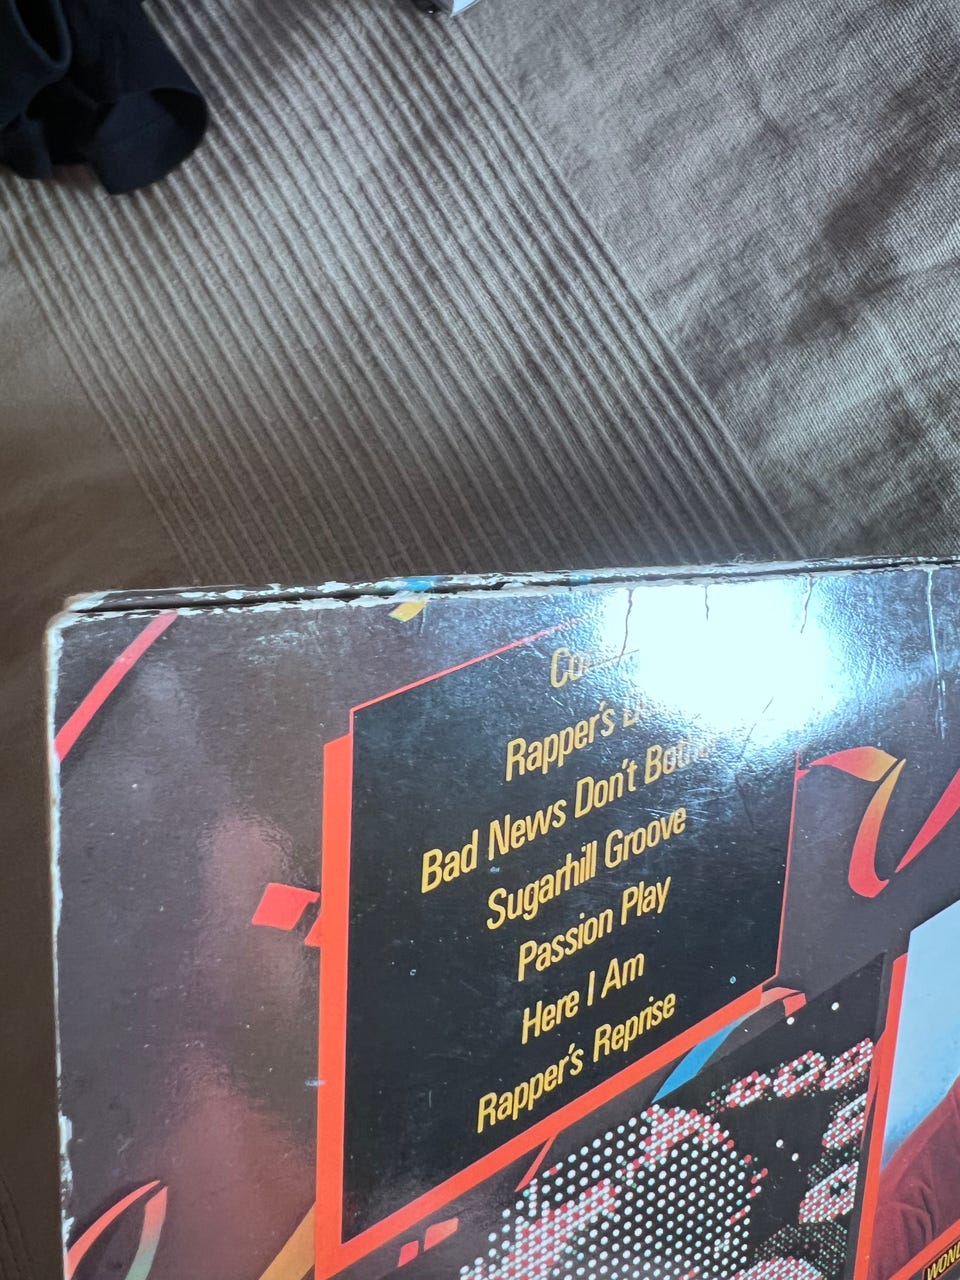 Rapper's
Bad News Don't
Sugarhill Groove
Passion Play
Here I Am
Rapper's Reprise